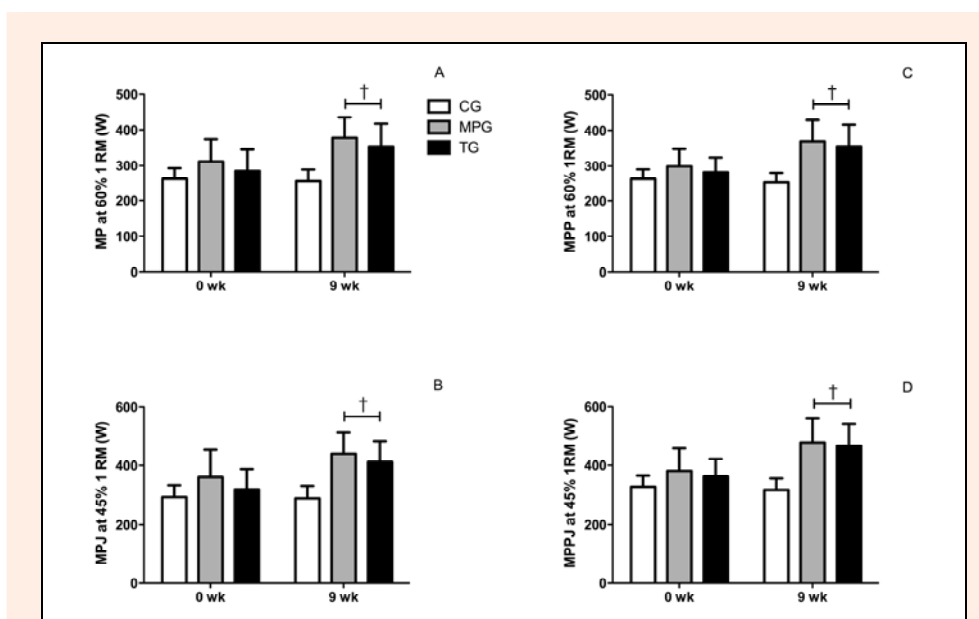 A
MP at 60% 1 RM (W)
500
400
300
200
100
0
0 wk
9 wk
†
CG
MPG
TG
C
MPP at 60% 1RM (W)
500
400
300
200
100
0
0 wk
9 wk
†
B
MPJ at 45% 1 RM (W)
600
400
200
0
0 wk
9 wk
†
D
MPPJ at 45% 1RM (W)
600
400
200
0
0 wk
9 wk
†